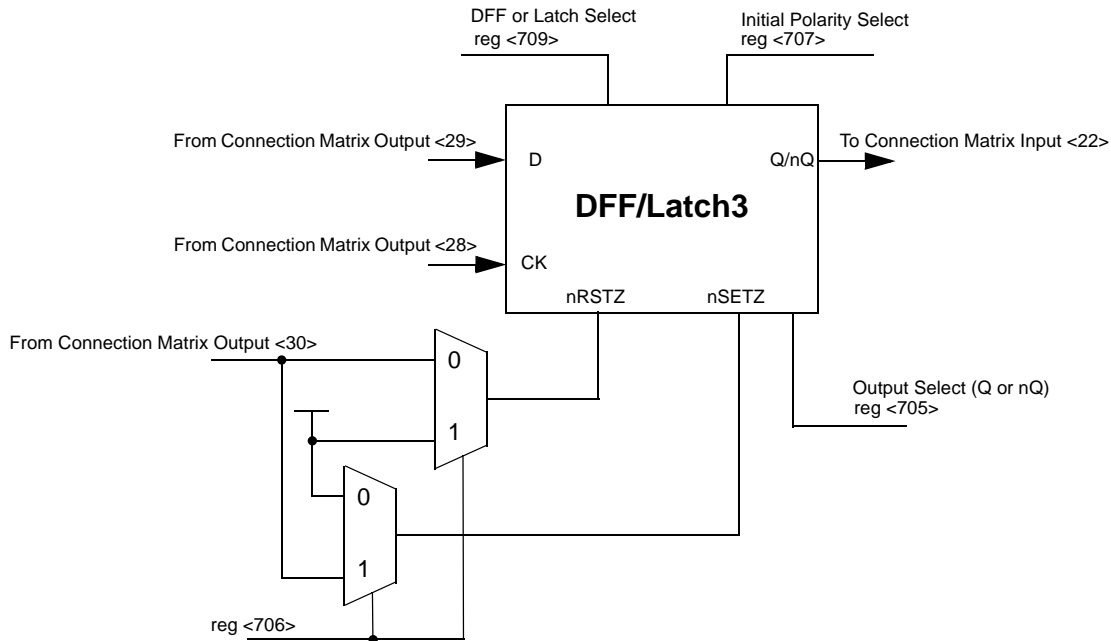 DFF or Latch Select
reg <709>
Initial Polarity Select
reg <707>
From Connection Matrix Output <29>
D
Q/nQ
To Connection Matrix Input <22>
DFF/Latch3
From Connection Matrix Output <28>
CK
nRSTZ
nSETZ
From Connection Matrix Output <30>
0
1
Output Select (Q or nQ)
reg <705>
0
1
reg <706>